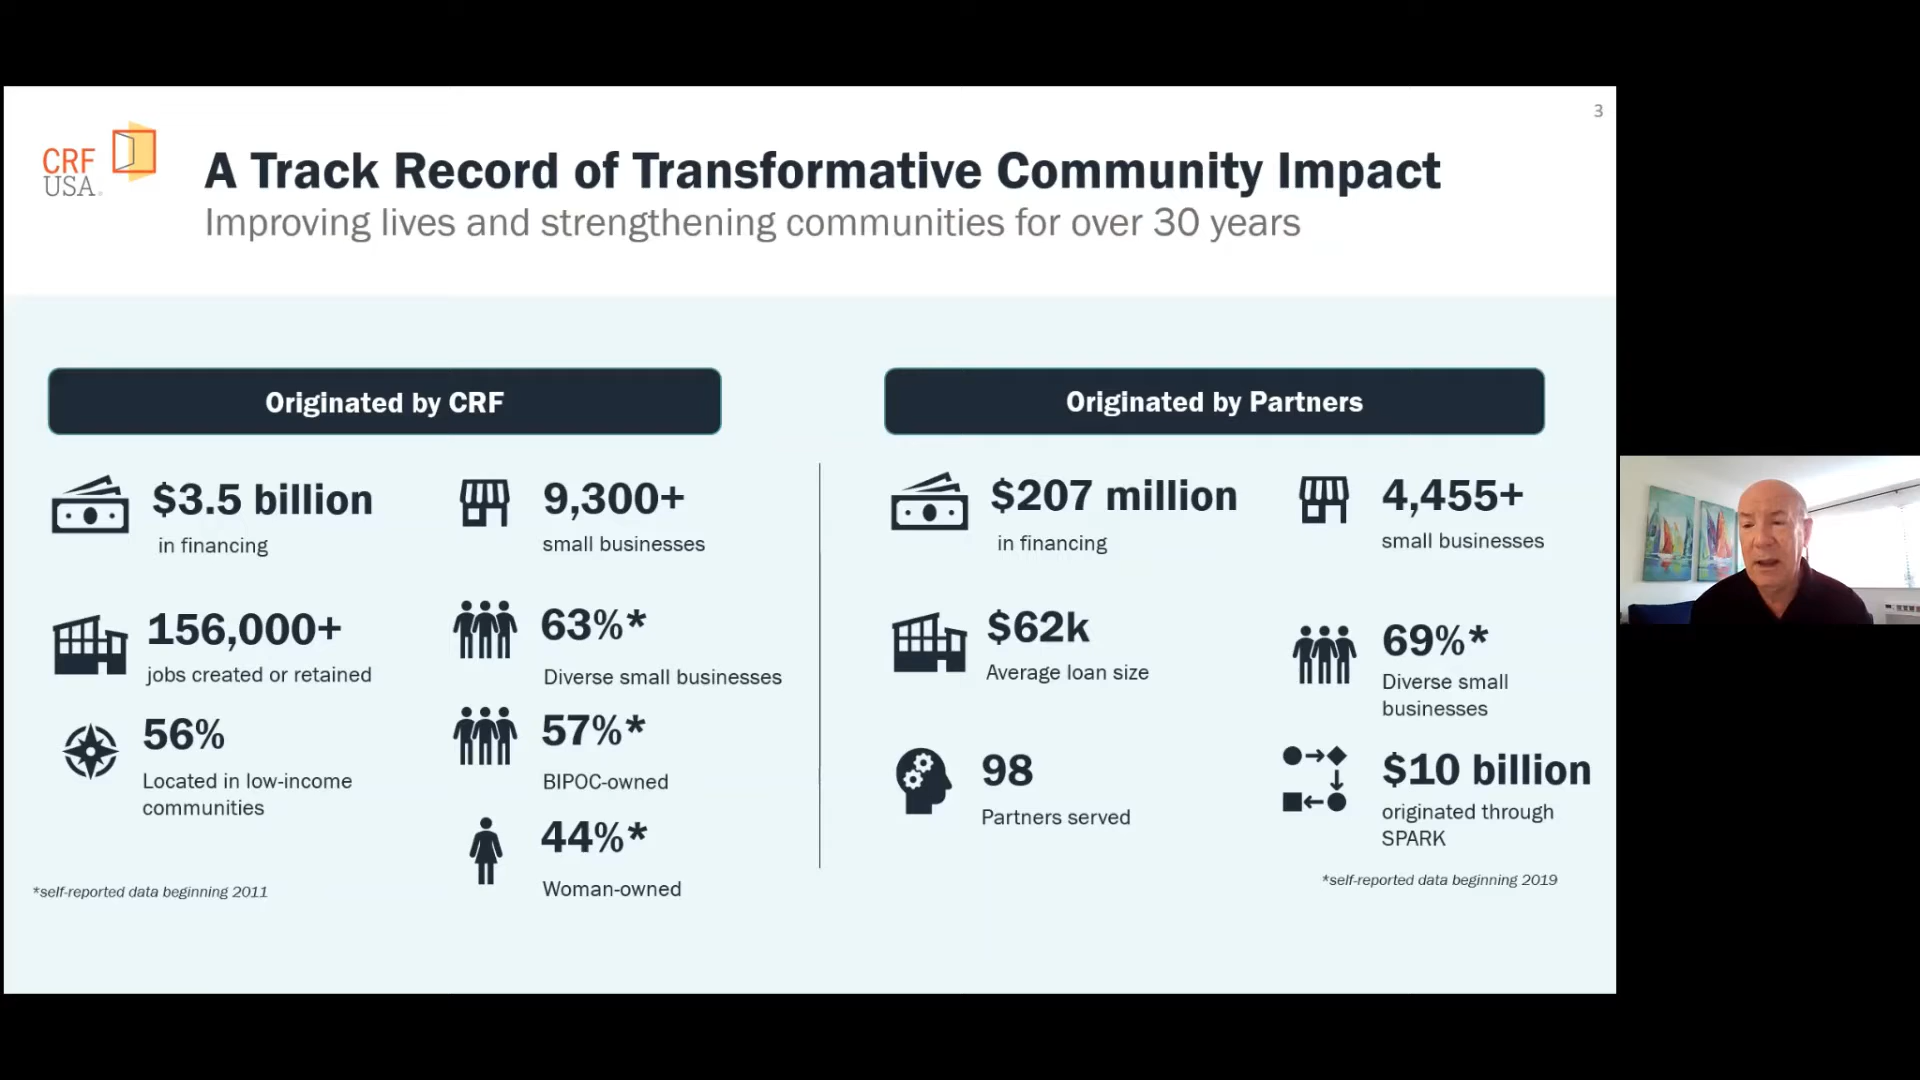 3
CRF
USA.
A Track Record of Transformative Community Impact
Improving lives and strengthening communities for over 30 years
Originated by CRF
$3.5 billion
in financing
9,300+
small businesses
156,000+
jobs created or retained
63%*
Diverse small businesses
56%
Located in low-income
communities
57%*
BIPOC-owned
44%*
Woman-owned
*self-reported data beginning 2011
Originated by Partners
$207 million
in financing
4,455+
small businesses
$62k
Average loan size
69%*
Diverse small
businesses
98
Partners served
$10 billion
originated through
SPARK
*self-reported data beginning 2019